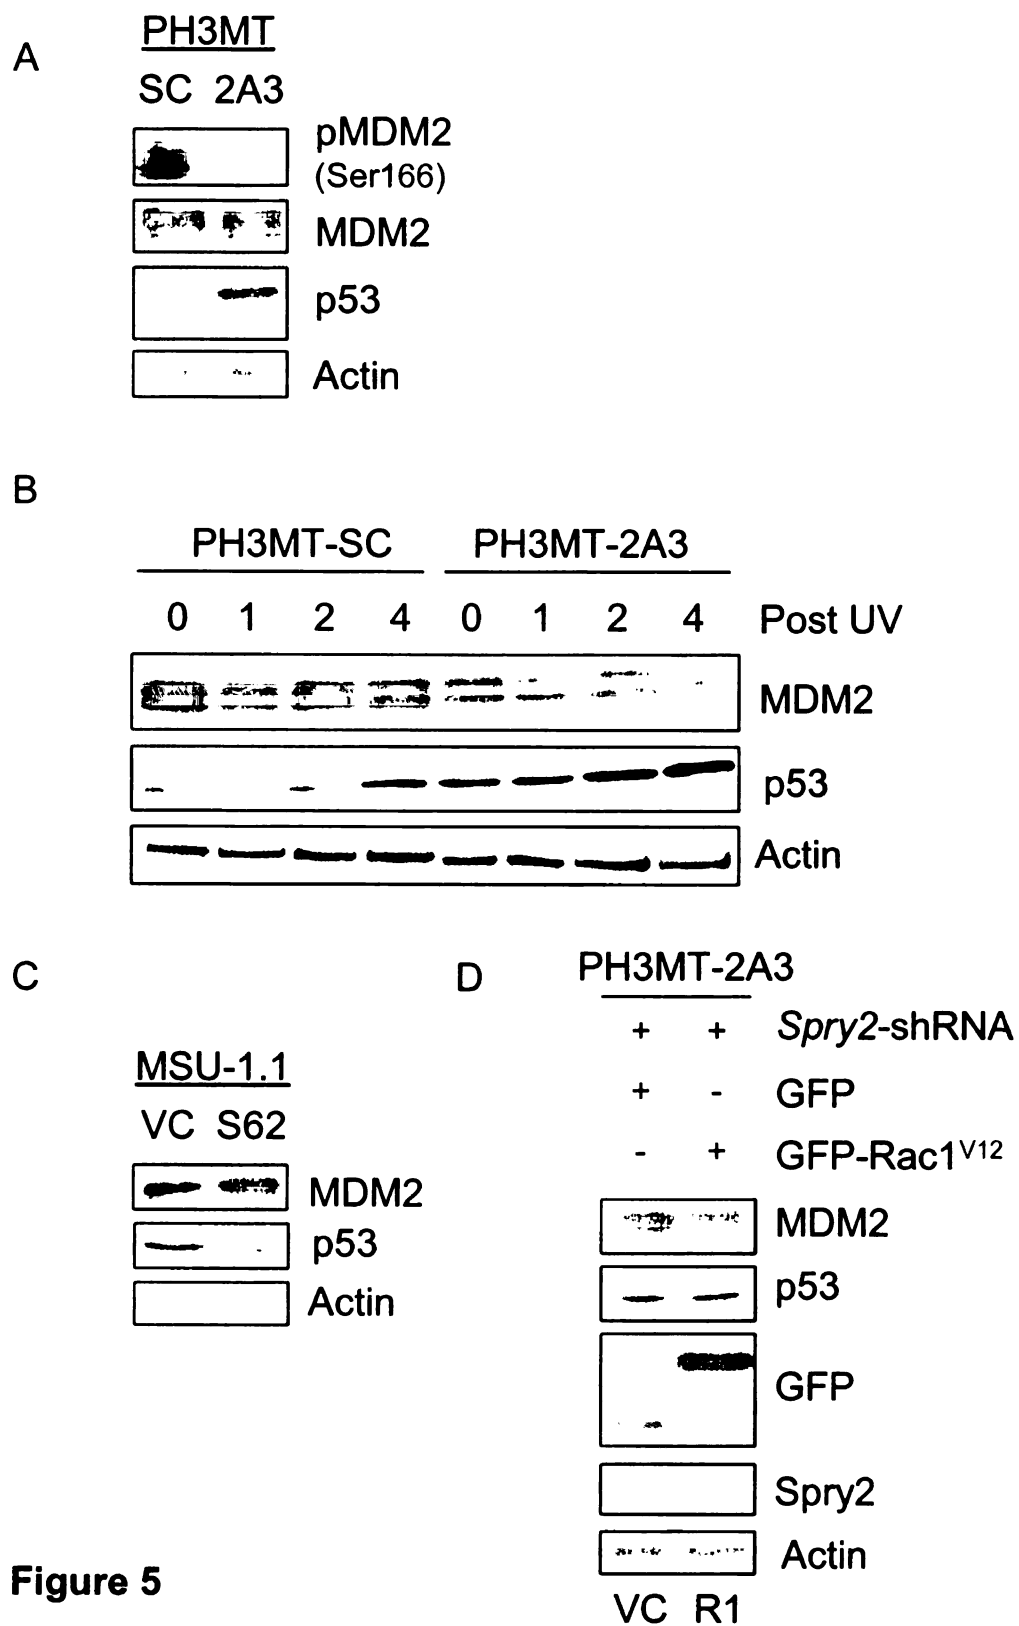 A
PH3MT
SC 2A3
pMDM2
(Ser166)
MDM2
p53
Actin
B
PH3MT-SC PH3MT-2A3
0 1 2 4 0 1 2 4 Post UV
MDM2
p53
Actin
C
MSU-1.1
VC S62
MDM2
p53
Actin
D
PH3MT-2A3
+ + Spry2-shRNA
+ - GFP
- + GFP-Rac1V12
MDM2
p53
GFP
Spry2
Actin
VC R1
Figure 5